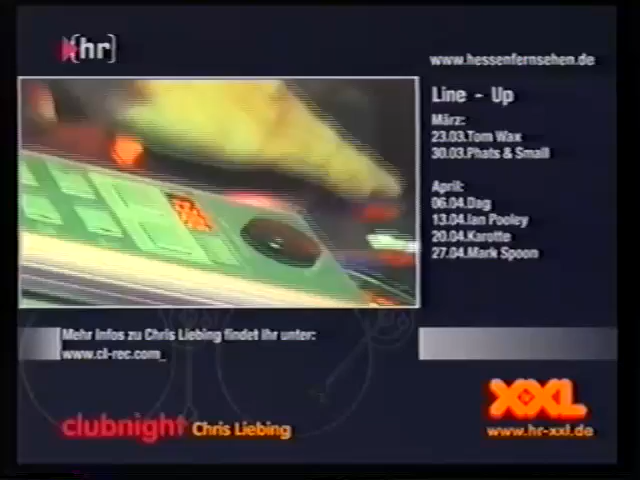 {hr}
www.hessenfernsehen.de
Line - Up
März:
23.03.Tom Wax
30.03.Phats & Small
April:
06.04.Dag
13.04.Ian Pooley
20.04.Karotte
27.04.Mark Spoon
Mehr Infos zu Chris Liebing findet ihr unter:
www.cl-rec.com_
clubnight Chris Liebing
XXL
www.hr-xxl.de